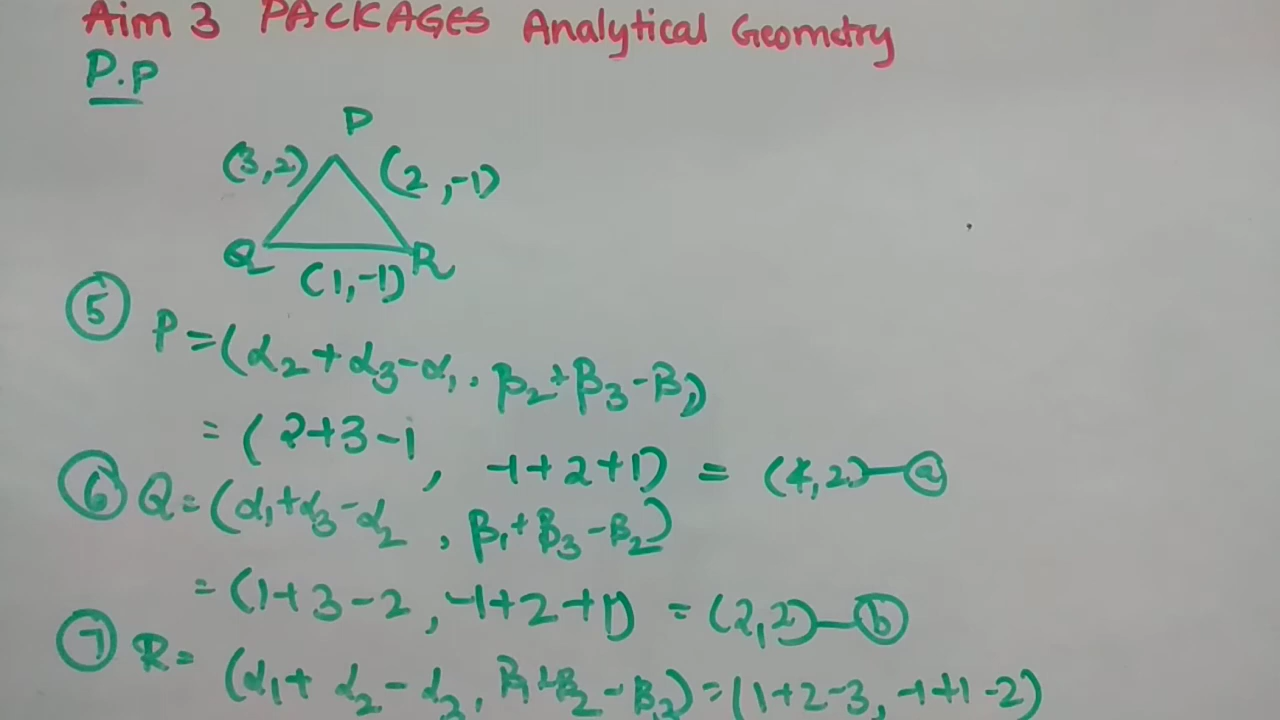 Aim 3 PACKAGES Analytical Geometry
P.P
P
(3,2) (2,-1)
Q R
(1,-1)
⑤ P=(α₂+α₃-α₁, β₂+β₃-β₁)
= (2+3-1, -1+2+1) = (4,2)—ⓐ
⑥ Q=(α₁+α₃-α₂, β₁+β₃-β₂)
= (1+3-2, -1+2+1) = (2,2)—ⓑ
⑦ R= (α₁+α₂-α₃, β₁+β₂-β₃)=(1+2-3, -1+1-2)